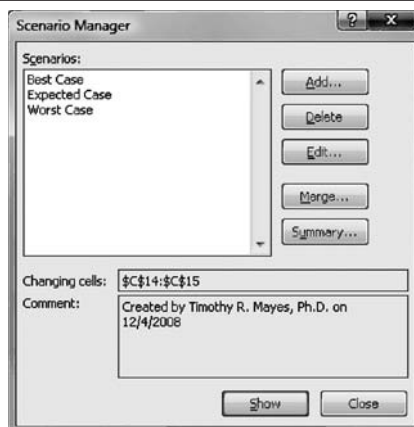 Scenario Manager
? X
Scenarios:
Best Case
Expected Case
Worst Case
Add...
Delete
Edit...
Merge...
Summary...
Changing cells: $C$14:$C$15
Comment: Created by Timothy R. Mayes, Ph.D. on
12/4/2008
Show Close